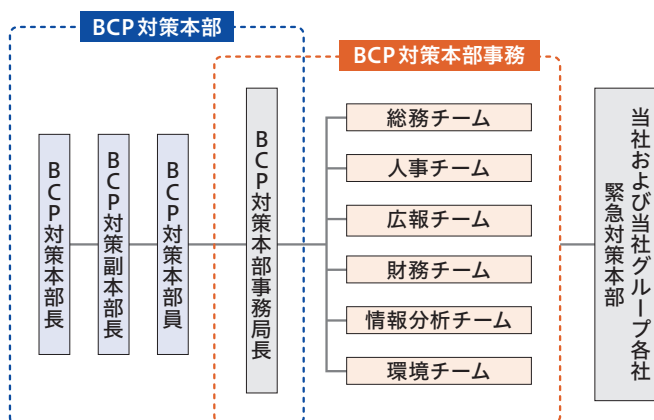 BCP対策本部
BCP対策本部事務
BCP対策本部長
BCP対策副本部長
BCP対策本部員
BCP対策本部事務局長
総務チーム
人事チーム
広報チーム
財務チーム
情報分析チーム
環境チーム
当社および当社グループ各社
緊急対策本部